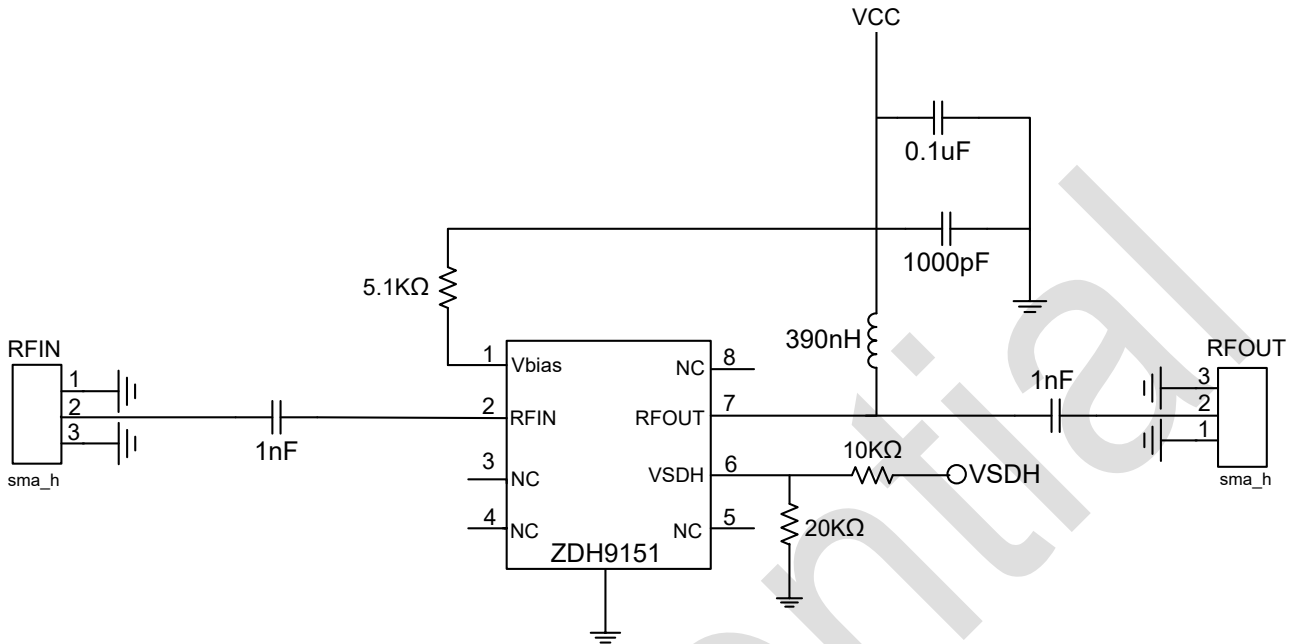 VCC
0.1uF
1000pF
5.1KΩ
390nH
RFIN
1
2
3
sma_h
1nF
1 Vbias
2 RFIN
3 NC
4 NC
ZDH9151
NC 8
RFOUT 7
VSDH 6
NC 5
10KΩ
VSDH
20KΩ
1nF
RFOUT
3
2
1
sma_h
ntial